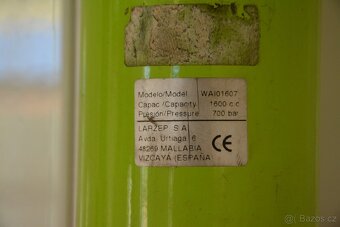 Modelo/Model WAI01607
Capac/Capacity 1600 c.c
Presión/Pressure 700 bar
LARZEP, S.A
Avda. Urtiaga 6
48269 MALLABIA
VIZCAYA (ESPAÑA)
CE
Bazos.cz